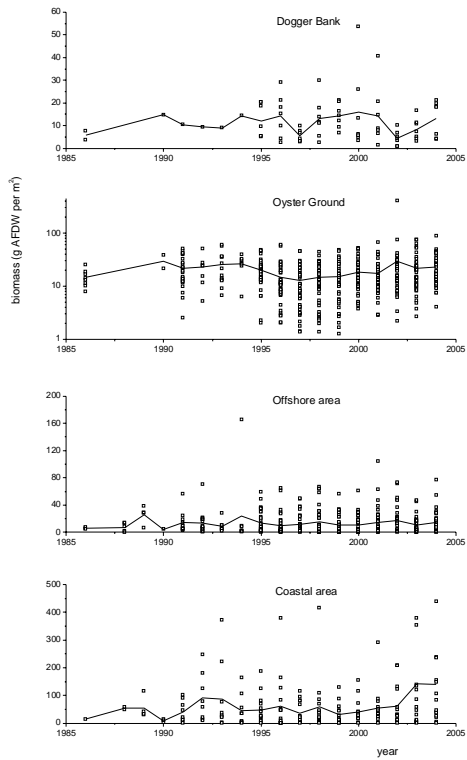 Dogger Bank
60
50
40
30
20
10
0
1985 1990 1995 2000 2005
biomass (g AFDW per m²)
Oyster Ground
100
10
1
1985 1990 1995 2000 2005
Offshore area
200
160
120
80
40
0
1985 1990 1995 2000 2005
Coastal area
500
400
300
200
100
0
1985 1990 1995 2000 2005
year